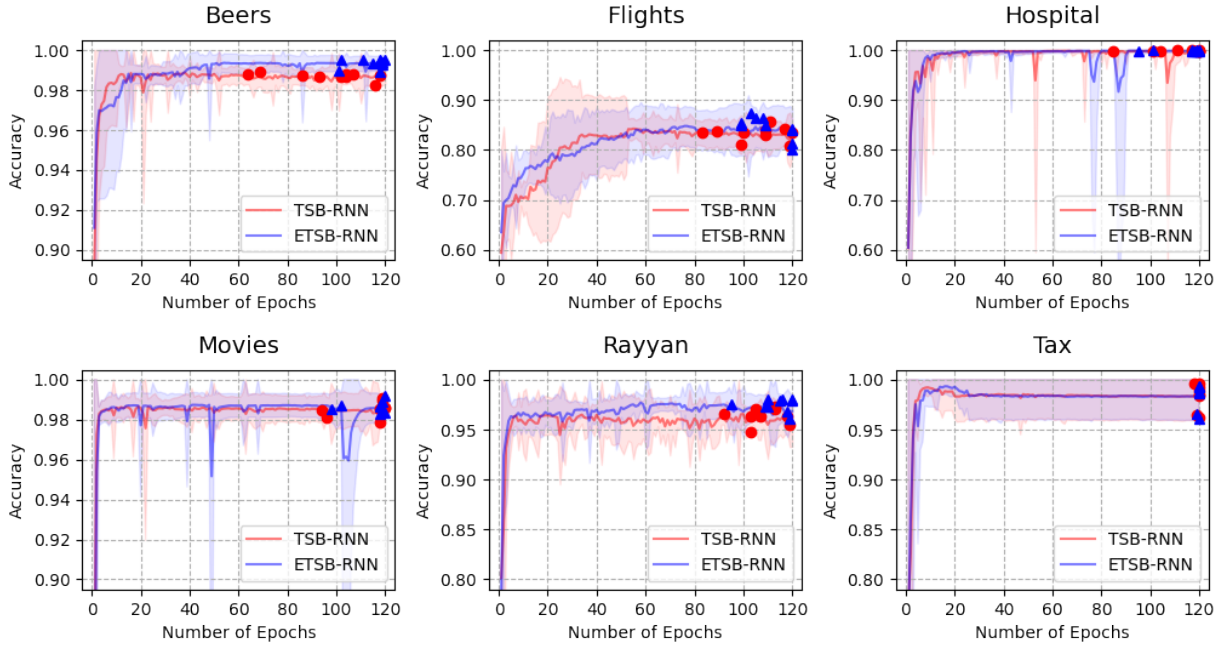 Beers
Accuracy
1.00
0.98
0.96
0.94
0.92
0.90
TSB-RNN
ETSB-RNN
0 20 40 60 80 100 120
Number of Epochs
Flights
Accuracy
1.00
0.90
0.80
0.70
0.60
TSB-RNN
ETSB-RNN
0 20 40 60 80 100 120
Number of Epochs
Hospital
Accuracy
1.00
0.90
0.80
0.70
0.60
TSB-RNN
ETSB-RNN
0 20 40 60 80 100 120
Number of Epochs
Movies
Accuracy
1.00
0.98
0.96
0.94
0.92
0.90
TSB-RNN
ETSB-RNN
0 20 40 60 80 100 120
Number of Epochs
Rayyan
Accuracy
1.00
0.95
0.90
0.85
0.80
TSB-RNN
ETSB-RNN
0 20 40 60 80 100 120
Number of Epochs
Tax
Accuracy
1.00
0.95
0.90
0.85
0.80
TSB-RNN
ETSB-RNN
0 20 40 60 80 100 120
Number of Epochs